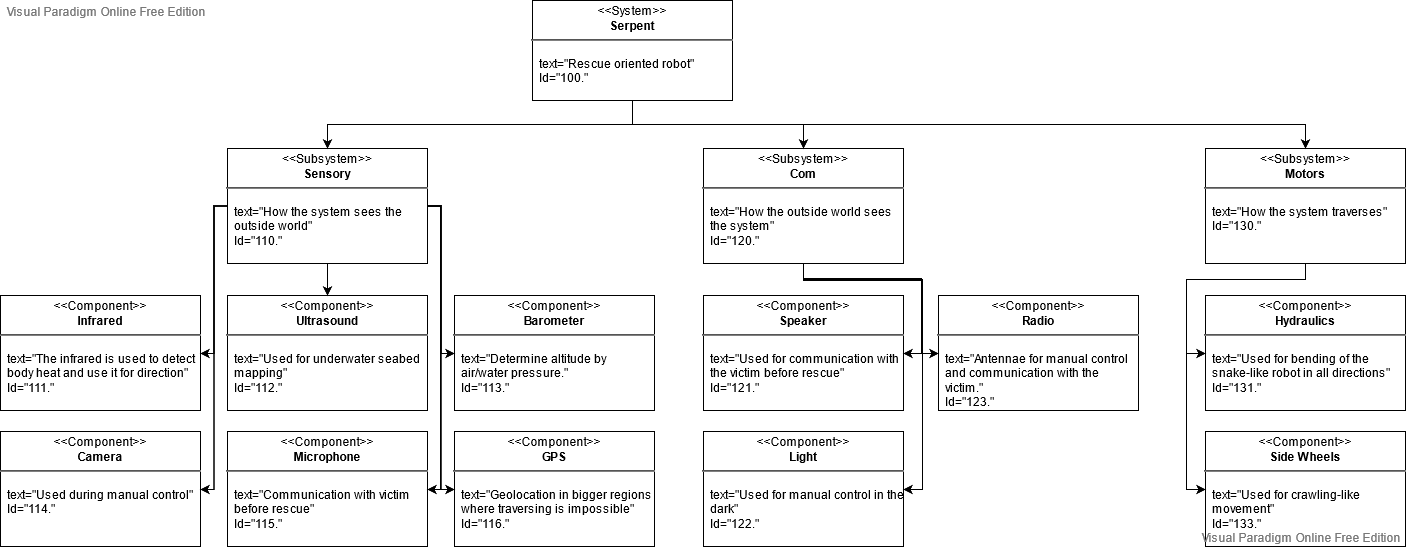 Visual Paradigm Online Free Edition
<<System>>
Serpent
text="Rescue oriented robot"
Id="100."
<<Subsystem>>
Sensory
text="How the system sees the
outside world"
Id="110."
<<Subsystem>>
Com
text="How the outside world sees
the system"
Id="120."
<<Subsystem>>
Motors
text="How the system traverses"
Id="130."
<<Component>>
Infrared
text="The infrared is used to detect
body heat and use it for direction"
Id="111."
<<Component>>
Ultrasound
text="Used for underwater seabed
mapping"
Id="112."
<<Component>>
Barometer
text="Determine altitude by
air/water pressure."
Id="113."
<<Component>>
Speaker
text="Used for communication with
the victim before rescue"
Id="121."
<<Component>>
Radio
text="Antennae for manual control
and communication with the
victim."
Id="123."
<<Component>>
Hydraulics
text="Used for bending of the
snake-like robot in all directions"
Id="131."
<<Component>>
Camera
text="Used during manual control"
Id="114."
<<Component>>
Microphone
text="Communication with victim
before rescue"
Id="115."
<<Component>>
GPS
text="Geolocation in bigger regions
where traversing is impossible"
Id="116."
<<Component>>
Light
text="Used for manual control in the
dark"
Id="122."
<<Component>>
Side Wheels
text="Used for crawling-like
movement"
Id="133."
Visual Paradigm Online Free Edition